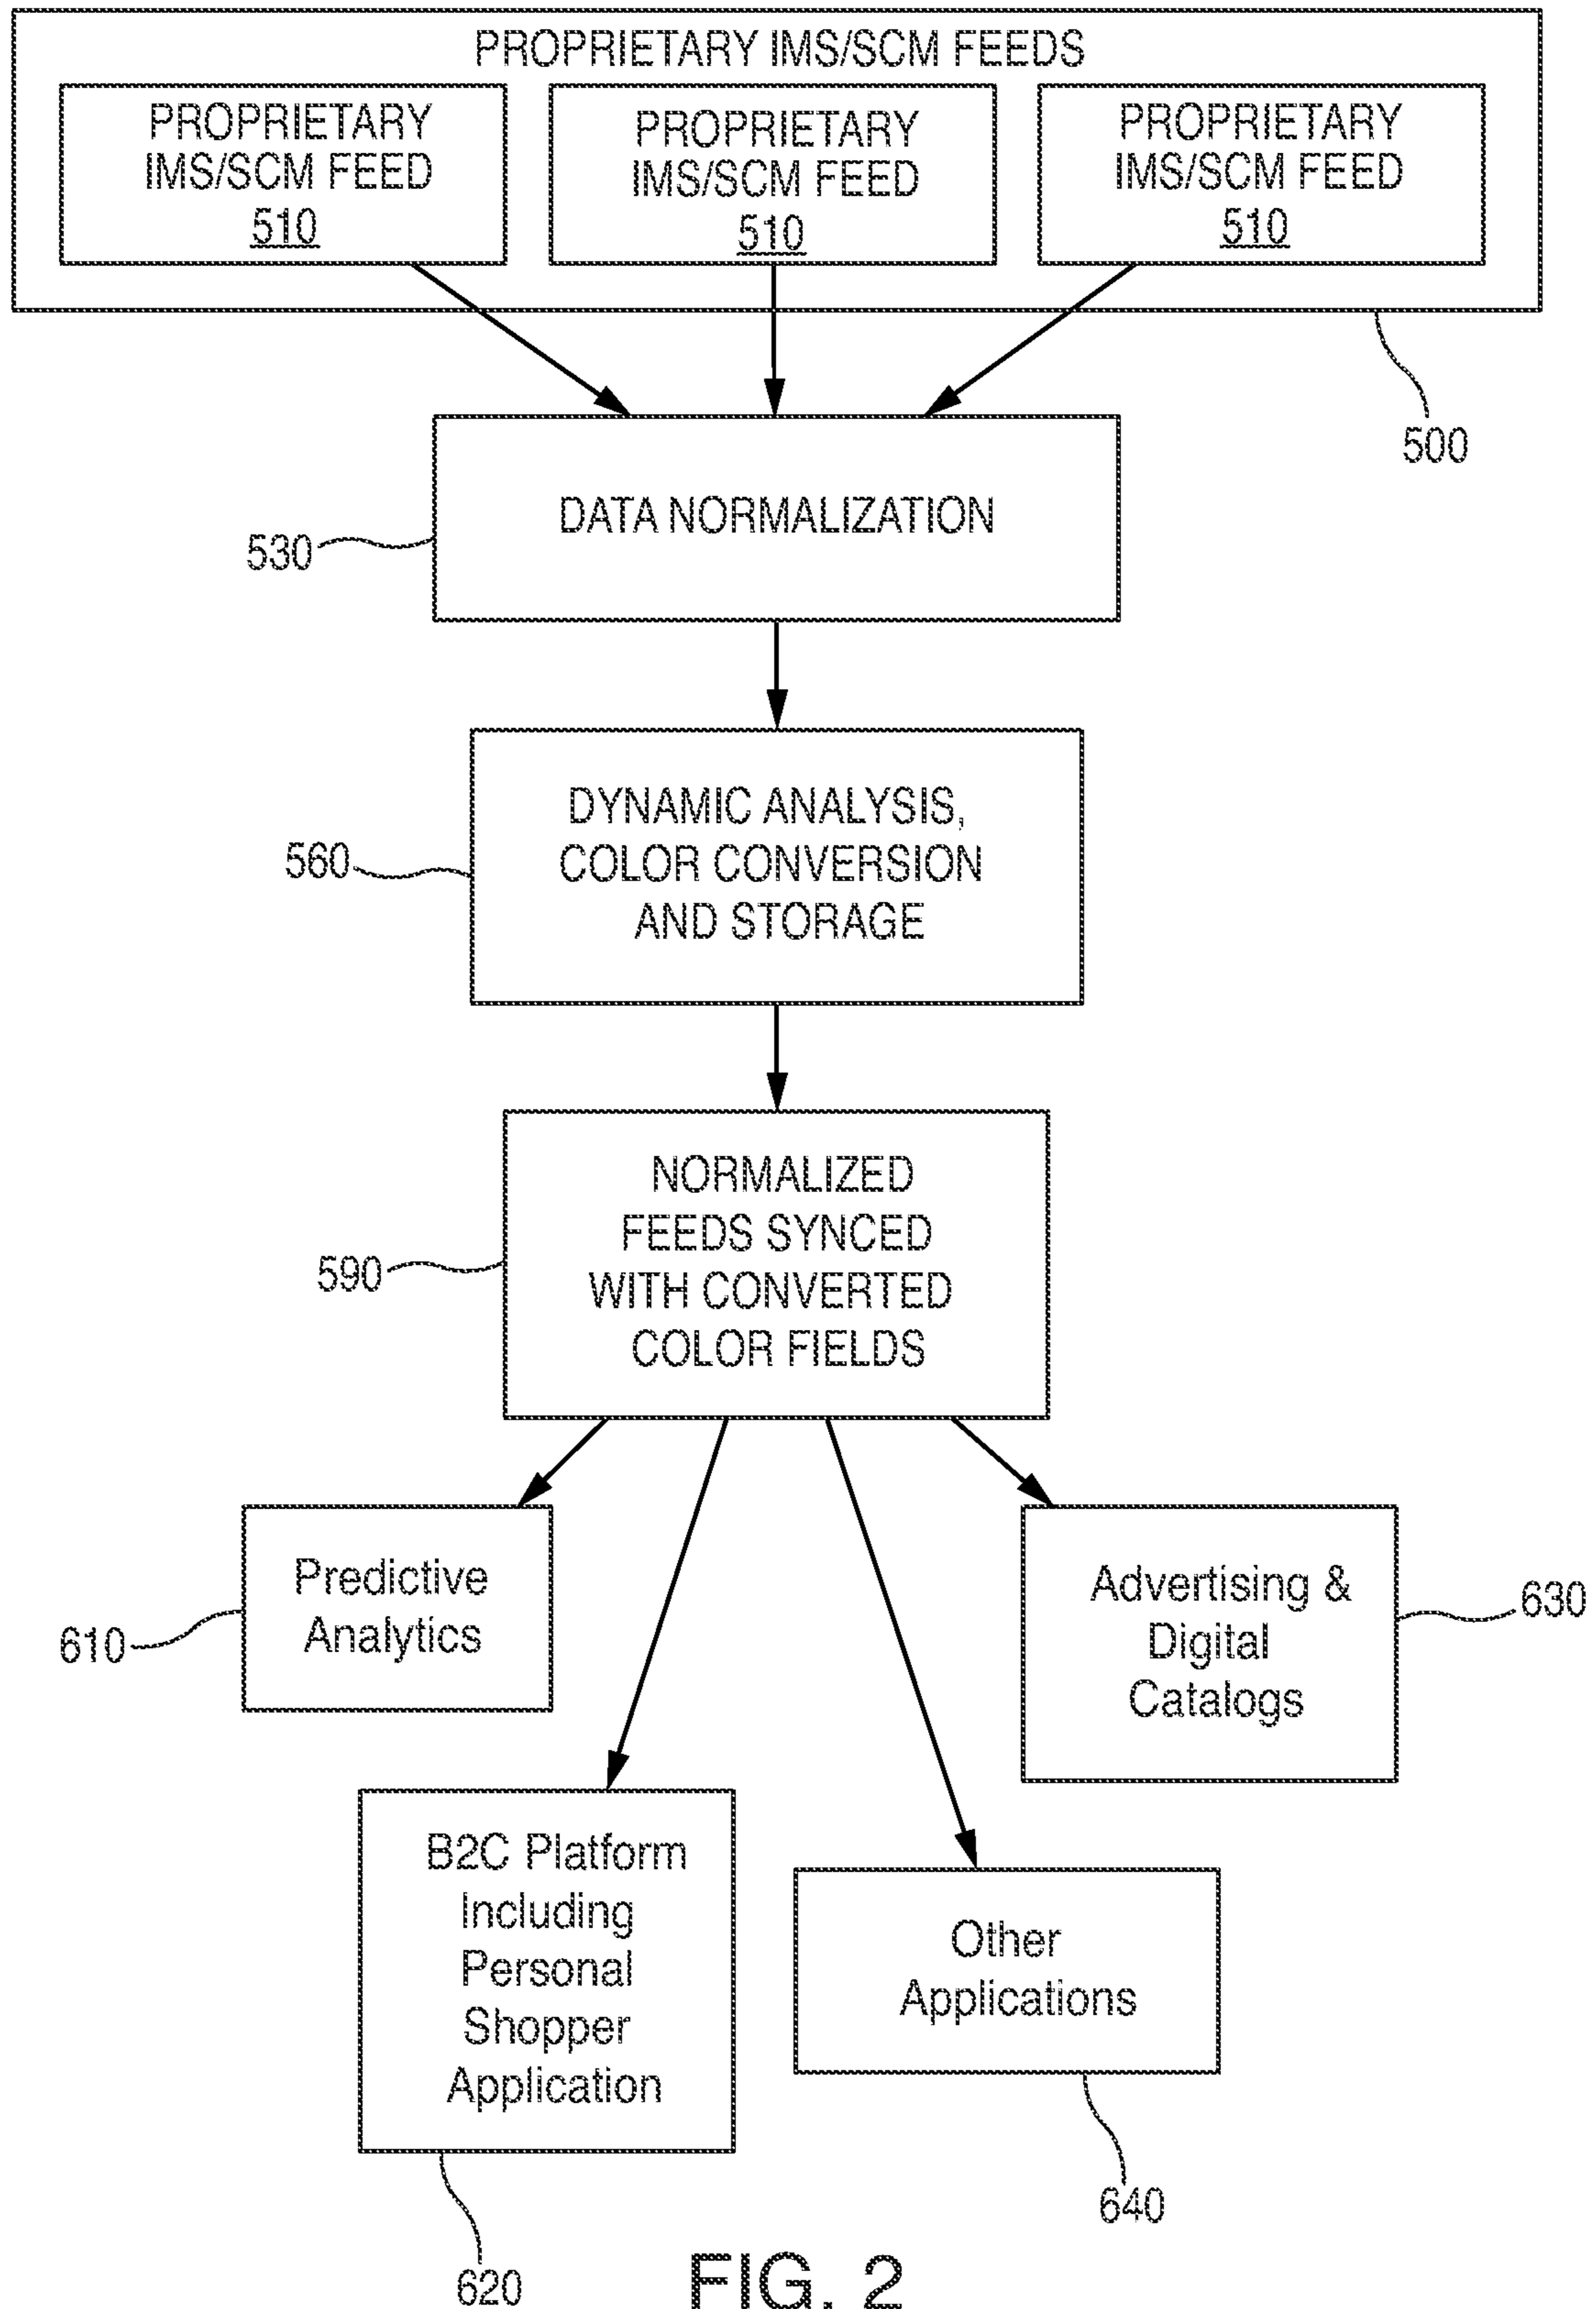 PROPRIETARY IMS/SCM FEEDS
PROPRIETARY
IMS/SCM FEED
510
PROPRIETARY
IMS/SCM FEED
510
PROPRIETARY
IMS/SCM FEED
510
500
DATA NORMALIZATION
530
DYNAMIC ANALYSIS,
COLOR CONVERSION
AND STORAGE
560
NORMALIZED
FEEDS SYNCED
WITH CONVERTED
COLOR FIELDS
590
Predictive
Analytics
610
Advertising &
Digital
Catalogs
630
B2C Platform
Including
Personal
Shopper
Application
620
Other
Applications
640
FIG. 2